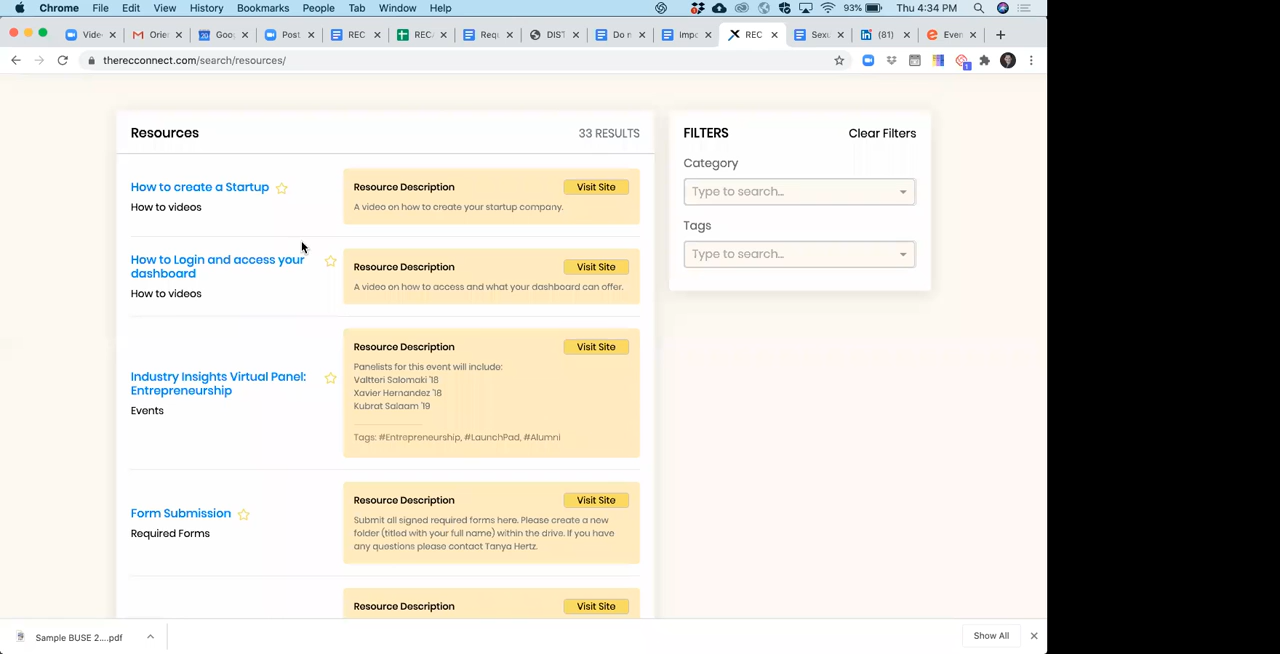 Chrome File Edit View History Bookmarks People Tab Window Help 93% Thu 4:34 PM
Vide Orie Goo Post REC REC Requ DIST Do n Impo REC Sexu (81) Even
therecconnect.com/search/resources/
Resources 33 RESULTS
How to create a Startup
How to videos
Resource Description Visit Site
A video on how to create your startup company.
How to Login and access your
dashboard
How to videos
Resource Description Visit Site
A video on how to access and what your dashboard can offer.
Industry Insights Virtual Panel:
Entrepreneurship
Events
Resource Description Visit Site
Panelists for this event will include:
Valtteri Salomaki '18
Xavier Hernandez '18
Kubrat Salaam '19
Tags: #Entrepreneurship, #LaunchPad, #Alumni
Form Submission
Required Forms
Resource Description Visit Site
Submit all signed required forms here. Please create a new
folder (titled with your full name) within the drive. If you have
any questions please contact Tanya Hertz.
Resource Description Visit Site
FILTERS Clear Filters
Category
Type to search...
Tags
Type to search...
Sample BUSE 2....pdf Show All